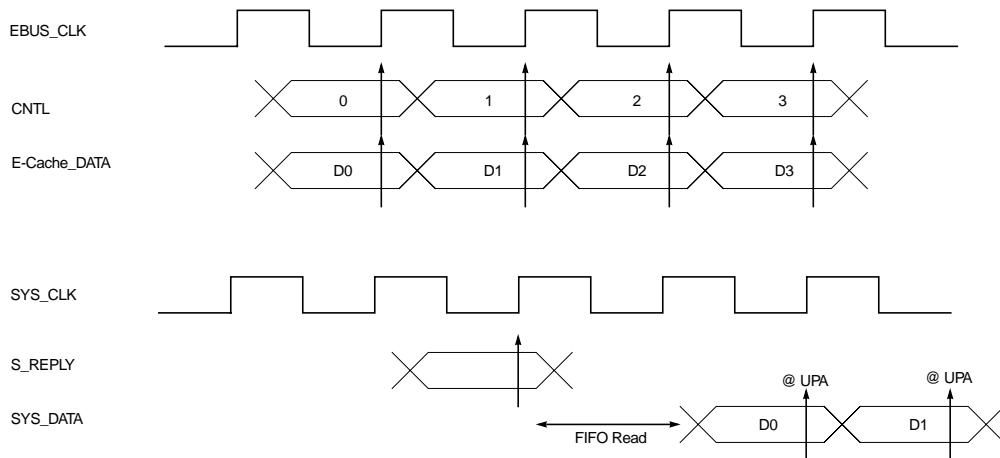 EBUS_CLK
CNTL
0 1 2 3
E-Cache_DATA
D0 D1 D2 D3
SYS_CLK
S_REPLY
@ UPA @ UPA
SYS_DATA
D0 D1
FIFO Read